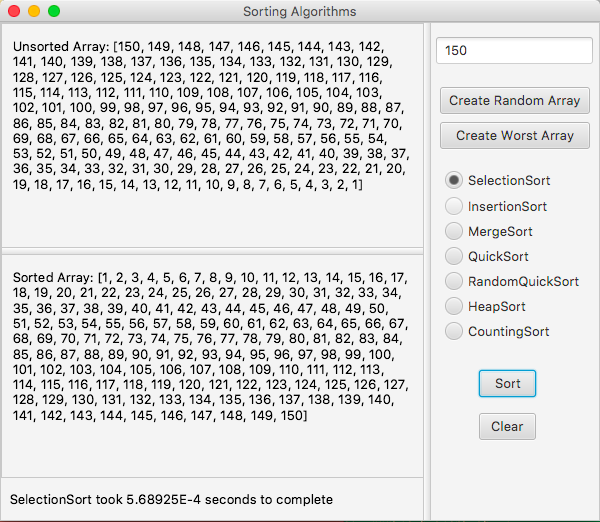 Sorting Algorithms
Unsorted Array: [150, 149, 148, 147, 146, 145, 144, 143, 142,
141, 140, 139, 138, 137, 136, 135, 134, 133, 132, 131, 130, 129,
128, 127, 126, 125, 124, 123, 122, 121, 120, 119, 118, 117, 116,
115, 114, 113, 112, 111, 110, 109, 108, 107, 106, 105, 104, 103,
102, 101, 100, 99, 98, 97, 96, 95, 94, 93, 92, 91, 90, 89, 88, 87,
86, 85, 84, 83, 82, 81, 80, 79, 78, 77, 76, 75, 74, 73, 72, 71, 70,
69, 68, 67, 66, 65, 64, 63, 62, 61, 60, 59, 58, 57, 56, 55, 54,
53, 52, 51, 50, 49, 48, 47, 46, 45, 44, 43, 42, 41, 40, 39, 38, 37,
36, 35, 34, 33, 32, 31, 30, 29, 28, 27, 26, 25, 24, 23, 22, 21, 20,
19, 18, 17, 16, 15, 14, 13, 12, 11, 10, 9, 8, 7, 6, 5, 4, 3, 2, 1]
Sorted Array: [1, 2, 3, 4, 5, 6, 7, 8, 9, 10, 11, 12, 13, 14, 15, 16, 17,
18, 19, 20, 21, 22, 23, 24, 25, 26, 27, 28, 29, 30, 31, 32, 33, 34,
35, 36, 37, 38, 39, 40, 41, 42, 43, 44, 45, 46, 47, 48, 49, 50,
51, 52, 53, 54, 55, 56, 57, 58, 59, 60, 61, 62, 63, 64, 65, 66, 67,
68, 69, 70, 71, 72, 73, 74, 75, 76, 77, 78, 79, 80, 81, 82, 83, 84,
85, 86, 87, 88, 89, 90, 91, 92, 93, 94, 95, 96, 97, 98, 99, 100,
101, 102, 103, 104, 105, 106, 107, 108, 109, 110, 111, 112, 113,
114, 115, 116, 117, 118, 119, 120, 121, 122, 123, 124, 125, 126, 127,
128, 129, 130, 131, 132, 133, 134, 135, 136, 137, 138, 139, 140,
141, 142, 143, 144, 145, 146, 147, 148, 149, 150]
SelectionSort took 5.68925E-4 seconds to complete
150
Create Random Array
Create Worst Array
SelectionSort
InsertionSort
MergeSort
QuickSort
RandomQuickSort
HeapSort
CountingSort
Sort
Clear